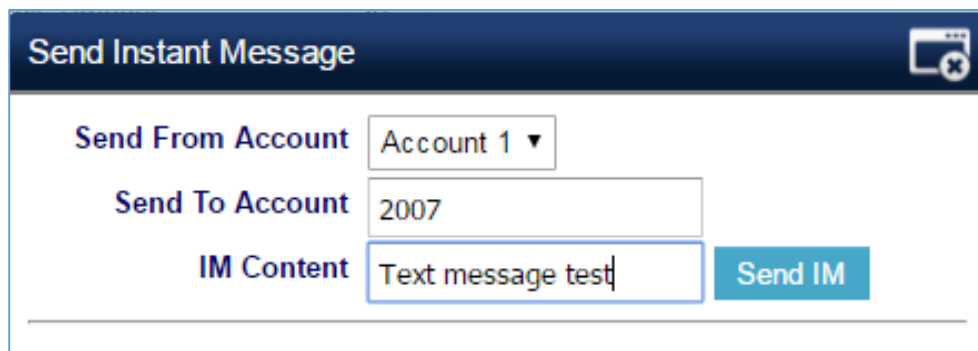 Send Instant Message
Send From Account Account 1
Send To Account 2007
IM Content Text message test Send IM